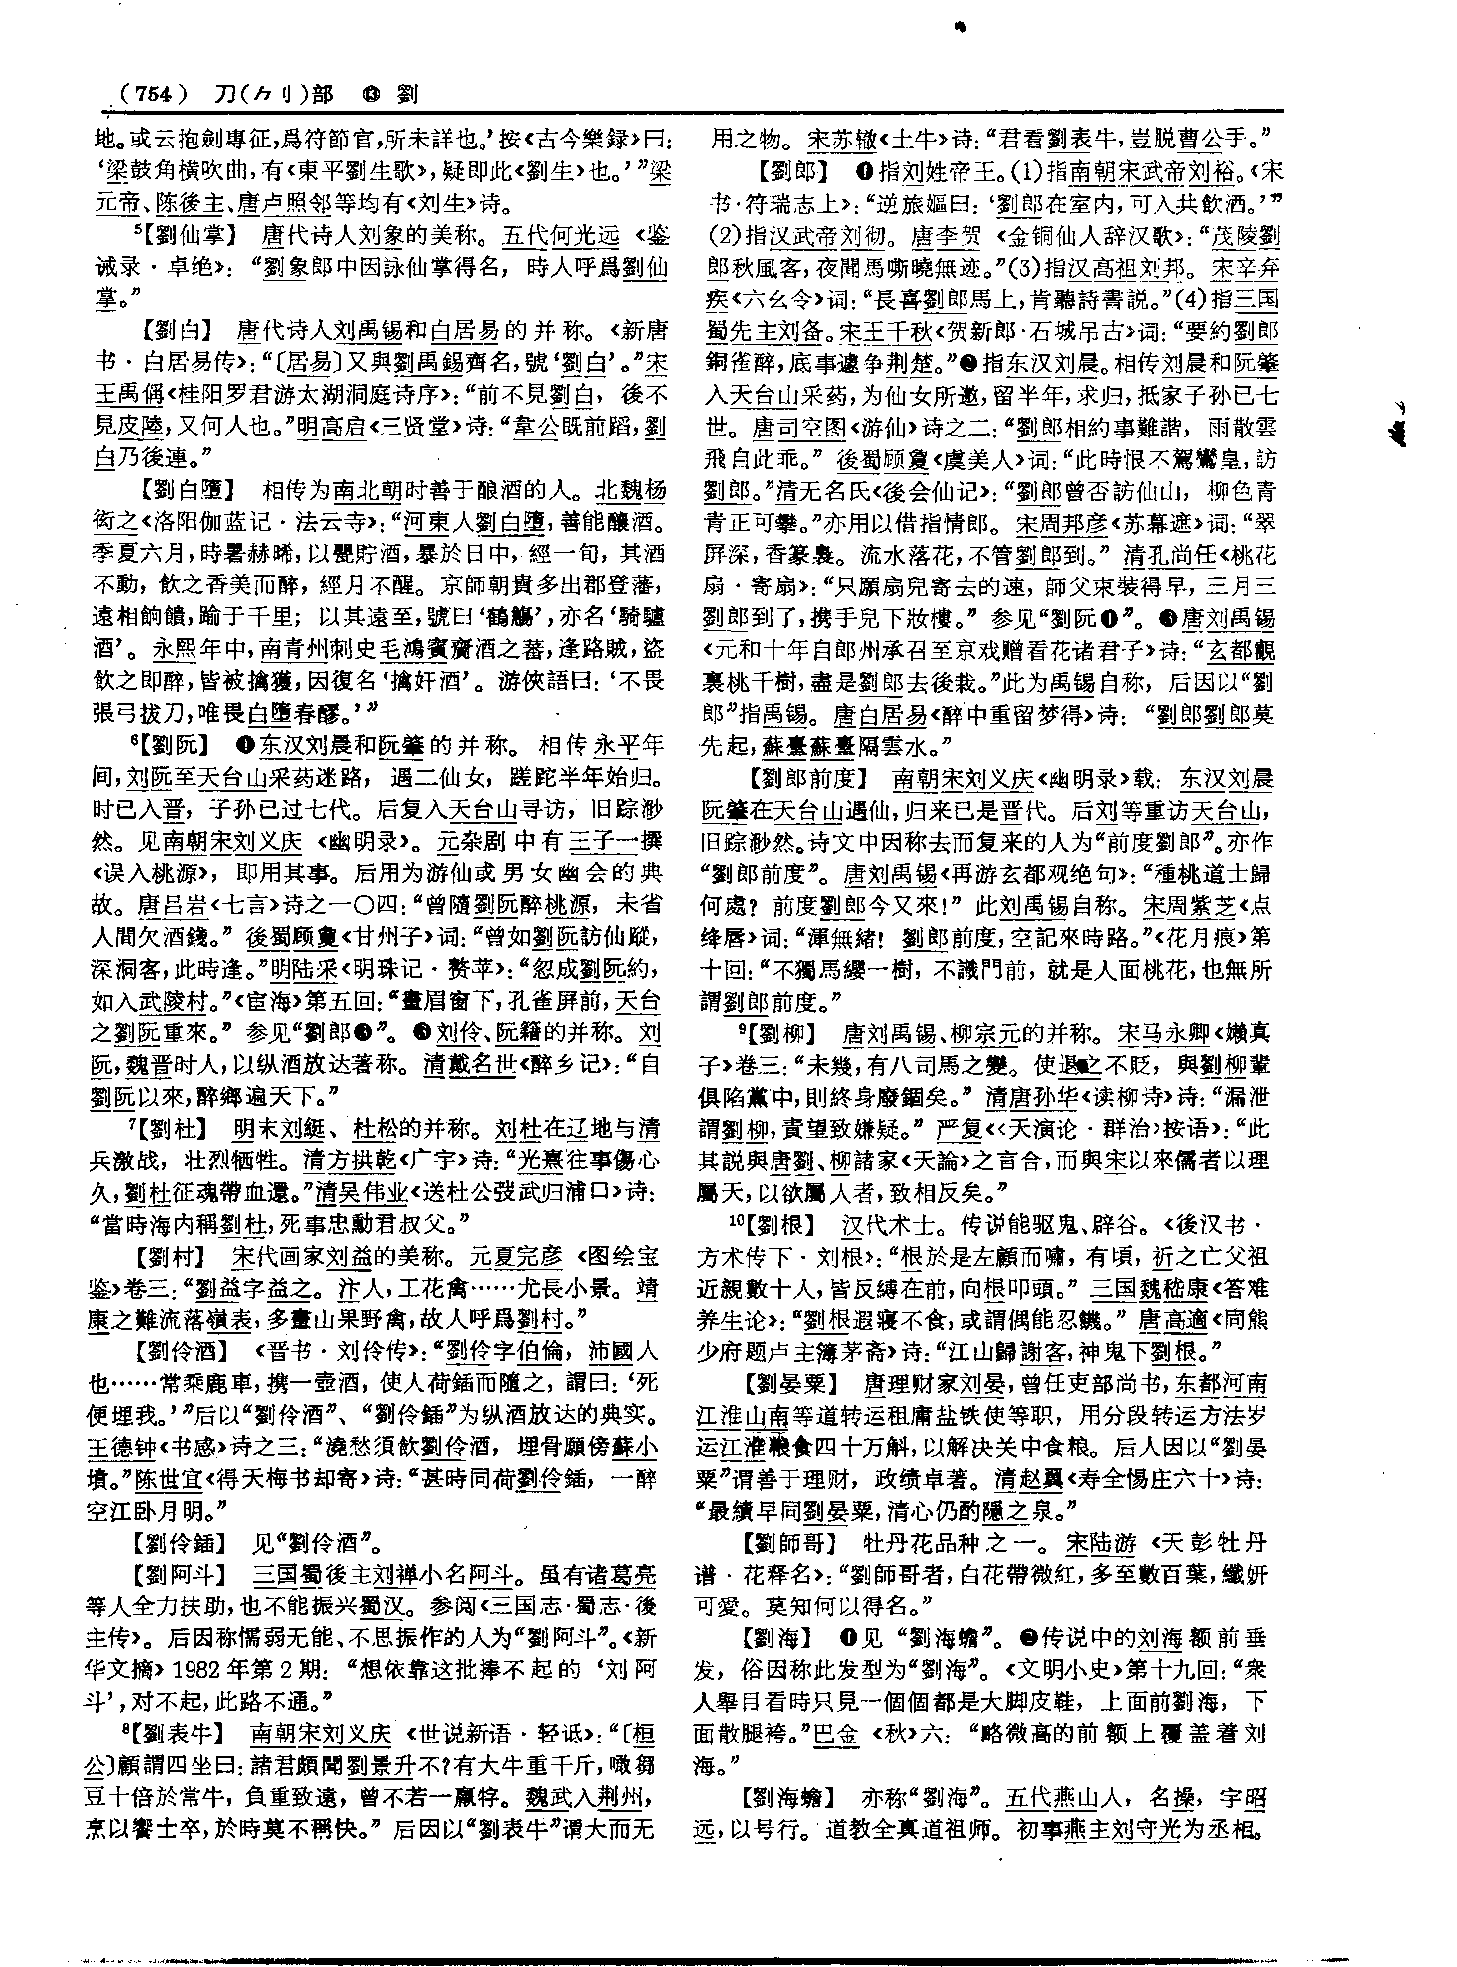 （754） 刀（⺈刂）部 ⓭ 劉
地。或云抱劍專征，爲符節官，所未詳也。’按《古今樂録》曰：
‘梁鼓角横吹曲，有《東平劉生歌》，疑即此《劉生》也。’”梁
元帝、陈後主、唐卢照邻等均有《刘生》诗。
5【劉仙掌】 唐代诗人刘象的美称。五代何光远《鉴
诫录·卓绝》：“劉象郎中因詠仙掌得名，時人呼爲劉仙
掌。”
【劉白】 唐代诗人刘禹锡和白居易的并称。《新唐
书·白居易传》：“〔居易〕又與劉禹錫齊名，號‘劉白’。”宋
王禹偁《桂阳罗君游太湖洞庭诗序》：“前不見劉白，後不
見皮陸，又何人也。”明高启《三贤堂》诗：“韋公既前蹈，劉
白乃後連。”
【劉白墮】 相传为南北朝时善于酿酒的人。北魏杨
衒之《洛阳伽蓝记·法云寺》：“河東人劉白墮，善能釀酒。
季夏六月，時暑赫晞，以甖貯酒，暴於日中，經一旬，其酒
不動，飲之香美而醉，經月不醒。京師朝貴多出郡登藩，
遠相餉饋，踰于千里；以其遠至，號曰‘鶴觴’，亦名‘騎驢
酒’。永熙年中，南青州刺史毛鴻賓齎酒之蕃，逢路賊，盜
飲之即醉，皆被擒獲，因復名‘擒奸酒’。游俠語曰：‘不畏
張弓拔刀，唯畏白墮春醪。’”
6【劉阮】 ❶东汉刘晨和阮肇的并称。相传永平年
间，刘阮至天台山采药迷路，遇二仙女，蹉跎半年始归。
时已入晋，子孙已过七代。后复入天台山寻访，旧踪渺
然。见南朝宋刘义庆《幽明录》。元杂剧中有王子一撰
《误入桃源》，即用其事。后用为游仙或男女幽会的典
故。唐吕岩《七言》诗之一〇四：“曾隨劉阮醉桃源，未省
人間欠酒錢。”後蜀顾敻《甘州子》词：“曾如劉阮訪仙蹤，
深洞客，此時逢。”明陆采《明珠记·赘苹》：“忽成劉阮約，
如入武陵村。”《宦海》第五回：“畫眉窗下，孔雀屏前，天台
之劉阮重來。”参见“劉郎❷”。❷刘伶、阮籍的并称。刘
阮，魏晋时人，以纵酒放达著称。清戴名世《醉乡记》：“自
劉阮以來，醉鄉遍天下。”
7【劉杜】 明末刘綎、杜松的并称。刘杜在辽地与清
兵激战，壮烈牺牲。清方拱乾《广宁》诗：“光熹往事傷心
久，劉杜征魂帶血還。”清吴伟业《送杜公弢武归浦口》诗：
“當時海内稱劉杜，死事忠勳君叔父。”
【劉村】 宋代画家刘益的美称。元夏完彦《图绘宝
鉴》卷三：“劉益字益之。汴人，工花禽……尤長小景。靖
康之難流落嶺表，多畫山果野禽，故人呼爲劉村。”
【劉伶酒】 《晋书·刘伶传》：“劉伶字伯倫，沛國人
也……常乘鹿車，携一壺酒，使人荷鍤而隨之，謂曰：‘死
便埋我。’”后以“劉伶酒”、“劉伶鍤”为纵酒放达的典实。
王德钟《书感》诗之三：“澆愁須飲劉伶酒，埋骨願傍蘇小
墳。”陈世宜《得天梅书却寄》诗：“甚時同荷劉伶鍤，一醉
空江卧月明。”
【劉伶鍤】 见“劉伶酒”。
【劉阿斗】 三国蜀後主刘禅小名阿斗。虽有诸葛亮
等人全力扶助，也不能振兴蜀汉。参阅《三国志·蜀志·後
主传》。后因称懦弱无能、不思振作的人为“劉阿斗”。《新
华文摘》1982年第2期：“想依靠这批捧不起的‘刘阿
斗’，对不起，此路不通。”
8【劉表牛】 南朝宋刘义庆《世说新语·轻诋》：“〔桓
公〕顧謂四坐曰：諸君頗聞劉景升不？有大牛重千斤，噉芻
豆十倍於常牛，負重致遠，曾不若一羸牸。魏武入荆州，
烹以饗士卒，於時莫不稱快。”后因以“劉表牛”谓大而无
用之物。宋苏辙《土牛》诗：“君看劉表牛，豈脱曹公手。”
【劉郎】 ❶指刘姓帝王。(1)指南朝宋武帝刘裕。《宋
书·符瑞志上》：“逆旅嫗曰：‘劉郎在室内，可入共飲酒。’”
(2)指汉武帝刘彻。唐李贺《金铜仙人辞汉歌》：“茂陵劉
郎秋風客，夜聞馬嘶曉無迹。”(3)指汉高祖刘邦。宋辛弃
疾《六幺令》词：“長喜劉郎馬上，肯聽詩書説。”(4)指三国
蜀先主刘备。宋王千秋《贺新郎·石城吊古》词：“要約劉郎
銅雀醉，底事遽争荆楚。”❷指东汉刘晨。相传刘晨和阮肇
入天台山采药，为仙女所邀，留半年，求归，抵家子孙已七
世。唐司空图《游仙》诗之二：“劉郎相約事難諧，雨散雲
飛自此乖。”後蜀顾敻《虞美人》词：“此時恨不駕鸞皇，訪
劉郎。”清无名氏《後会仙记》：“劉郎曾否訪仙山，柳色青
青正可攀。”亦用以借指情郎。宋周邦彦《苏幕遮》词：“翠
屏深，香篆裊。流水落花，不管劉郎到。”清孔尚任《桃花
扇·寄扇》：“只願扇兒寄去的速，師父束裝得早，三月三
劉郎到了，携手兒下妝樓。”参见“劉阮❶”。❸唐刘禹锡
《元和十年自郎州承召至京戏赠看花诸君子》诗：“玄都觀
裏桃千樹，盡是劉郎去後栽。”此为禹锡自称，后因以“劉
郎”指禹锡。唐白居易《醉中重留梦得》诗：“劉郎劉郎莫
先起，蘇臺蘇臺隔雲水。”
【劉郎前度】 南朝宋刘义庆《幽明录》载：东汉刘晨
阮肇在天台山遇仙，归来已是晋代。后刘等重访天台山，
旧踪渺然。诗文中因称去而复来的人为“前度劉郎”。亦作
“劉郎前度”。唐刘禹锡《再游玄都观绝句》：“種桃道士歸
何處？前度劉郎今又來！”此刘禹锡自称。宋周紫芝《点
绛唇》词：“渾無緒！劉郎前度，空記來時路。”《花月痕》第
十回：“不獨馬纓一樹，不識門前，就是人面桃花，也無所
謂劉郎前度。”
9【劉柳】 唐刘禹锡、柳宗元的并称。宋马永卿《嬾真
子》卷三：“未幾，有八司馬之變。使退之不貶，與劉柳輩
俱陷黨中，則終身廢錮矣。”清唐孙华《读柳诗》诗：“漏泄
謂劉柳，責望致嫌疑。”严复《〈天演论·群治〉按语》：“此
其説與唐劉、柳諸家《天論》之言合，而與宋以來儒者以理
屬天，以欲屬人者，致相反矣。”
10【劉根】 汉代术士。传说能驱鬼、辟谷。《後汉书·
方术传下·刘根》：“根於是左顧而嘯，有頃，祈之亡父祖
近親數十人，皆反縛在前，向根叩頭。”三国魏嵇康《答难
养生论》：“劉根遐寢不食，或謂偶能忍饑。”唐高適《同熊
少府题卢主簿茅斋》诗：“江山歸謝客，神鬼下劉根。”
【劉晏粟】 唐理财家刘晏，曾任吏部尚书，东都河南
江淮山南等道转运租庸盐铁使等职，用分段转运方法岁
运江淮粮食四十万斛，以解决关中食粮。后人因以“劉晏
粟”谓善于理财，政绩卓著。清赵翼《寿全惕庄六十》诗：
“最績早同劉晏粟，清心仍酌隱之泉。”
【劉師哥】 牡丹花品种之一。宋陆游《天彭牡丹
谱·花释名》：“劉師哥者，白花帶微紅，多至數百葉，纖妍
可愛。莫知何以得名。”
【劉海】 ❶见“劉海蟾”。❷传说中的刘海额前垂
发，俗因称此发型为“劉海”。《文明小史》第十九回：“衆
人舉目看時只見一個個都是大脚皮鞋，上面前劉海，下
面散腿袴。”巴金《秋》六：“略微高的前额上覆盖着刘
海。”
【劉海蟾】 亦称“劉海”。五代燕山人，名操，字昭
远，以号行。道教全真道祖师。初事燕主刘守光为丞相。